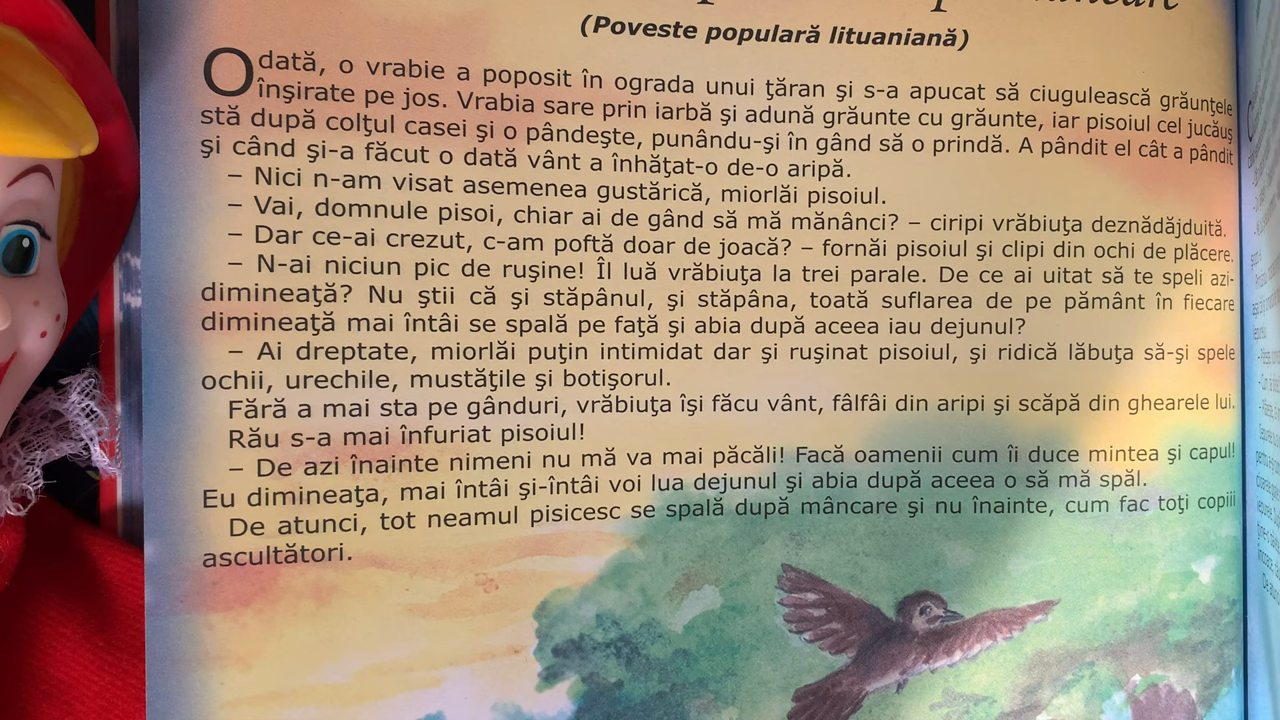 (Poveste populară lituaniană)
Odată, o vrabie a poposit în ograda unui ţăran şi s-a apucat să ciugulească grăunţele
înşirate pe jos. Vrabia sare prin iarbă şi adună grăunte cu grăunte, iar pisoiul cel jucăuş
stă după colţul casei şi o pândeşte, punându-şi în gând să o prindă. A pândit el cât a pândit
şi când şi-a făcut o dată vânt a înhăţat-o de-o aripă.
– Nici n-am visat asemenea gustărică, miorlăi pisoiul.
– Vai, domnule pisoi, chiar ai de gând să mă mănânci? – ciripi vrăbiuţa deznădăjduită.
– Dar ce-ai crezut, c-am poftă doar de joacă? – fornăi pisoiul şi clipi din ochi de plăcere.
– N-ai niciun pic de ruşine! Îl luă vrăbiuţa la trei parale. De ce ai uitat să te speli azi-
dimineaţă? Nu ştii că şi stăpânul, şi stăpâna, toată suflarea de pe pământ în fiecare
dimineaţă mai întâi se spală pe faţă şi abia după aceea iau dejunul?
– Ai dreptate, miorlăi puţin intimidat dar şi ruşinat pisoiul, şi ridică lăbuţa să-şi spele
ochii, urechile, mustăţile şi botişorul.
Fără a mai sta pe gânduri, vrăbiuţa îşi făcu vânt, fâlfâi din aripi şi scăpă din ghearele lui.
Rău s-a mai înfuriat pisoiul!
– De azi înainte nimeni nu mă va mai păcăli! Facă oamenii cum îi duce mintea şi capul!
Eu dimineaţa, mai întâi şi-întâi voi lua dejunul şi abia după aceea o să mă spăl.
De atunci, tot neamul pisicesc se spală după mâncare şi nu înainte, cum fac toţi copiii
ascultători.